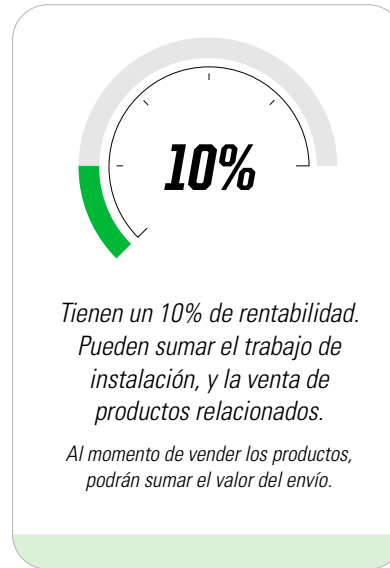 10%
Tienen un 10% de rentabilidad.
Pueden sumar el trabajo de
instalación, y la venta de
productos relacionados.
Al momento de vender los productos,
podrán sumar el valor del envío.